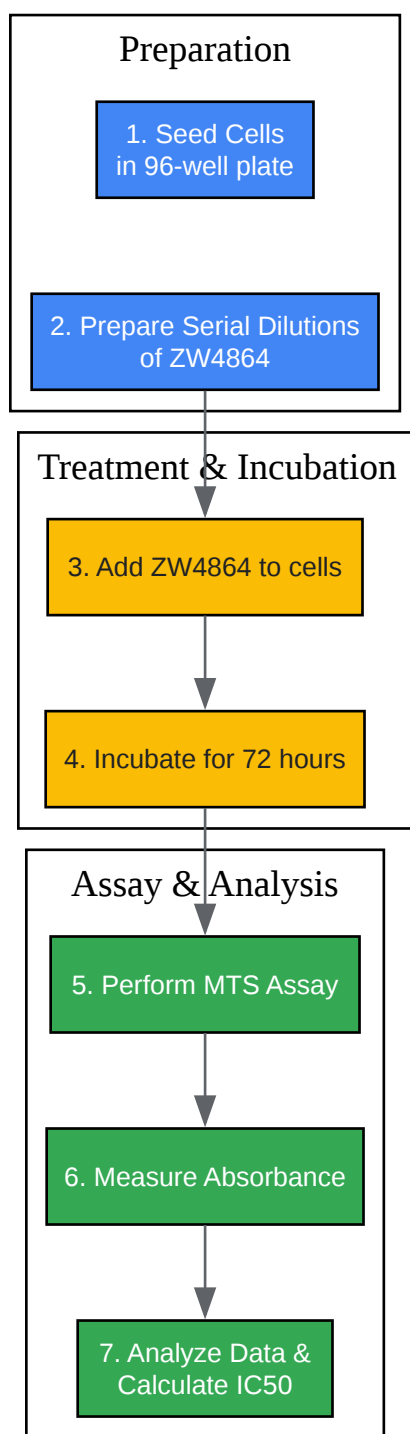 Preparation
1. Seed Cells
in 96-well plate
2. Prepare Serial Dilutions
of ZW4864
Treatment & Incubation
3. Add ZW4864 to cells
4. Incubate for 72 hours
Assay & Analysis
5. Perform MTS Assay
6. Measure Absorbance
7. Analyze Data &
Calculate IC50